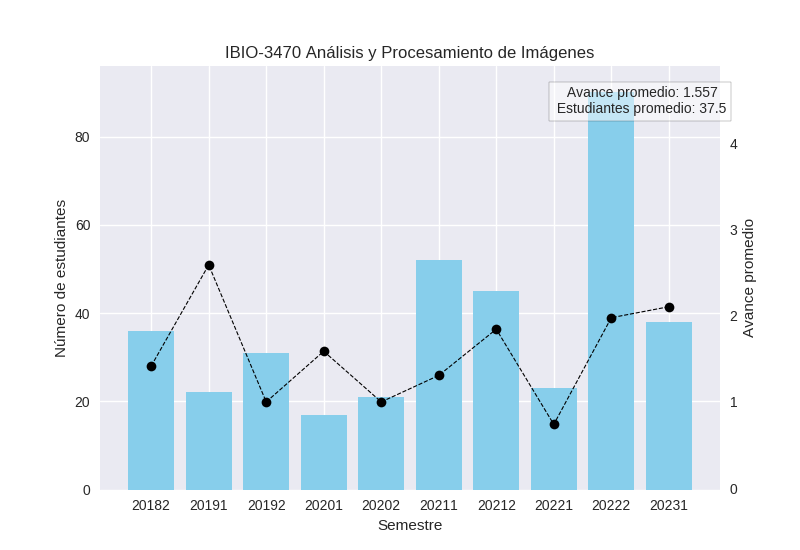 IBIO-3470 Análisis y Procesamiento de Imágenes
Avance promedio: 1.557
Estudiantes promedio: 37.5
Número de estudiantes
80
60
40
20
0
Avance promedio
4
3
2
1
0
20182 20191 20192 20201 20202 20211 20212 20221 20222 20231
Semestre